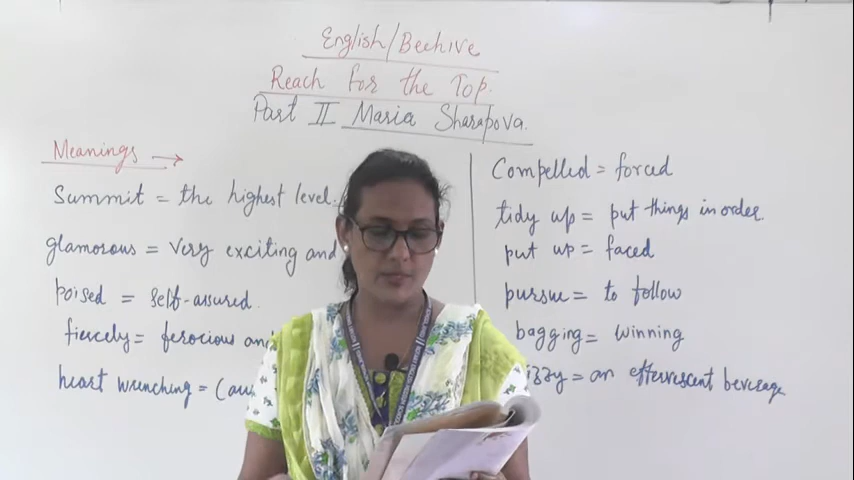 English/Beehive
Reach for the Top.
Part II Maria Sharapova.
Meanings →
Summit = the highest level.
glamorous = very exciting and
poised = self-assured.
fiercely = ferocious and
heart wrenching =
Compelled = forced
tidy up = put things in order.
put up = faced
pursue = to follow
bagging = winning
= an effervescent beverage